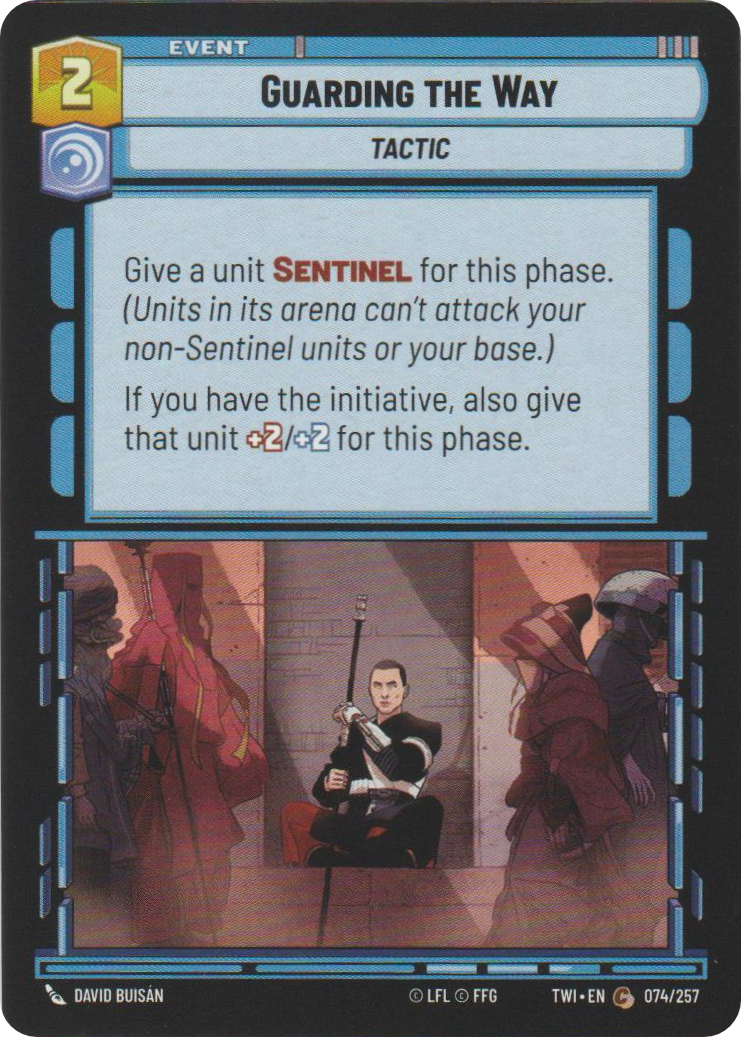 EVENT
2
GUARDING THE WAY
TACTIC
Give a unit SENTINEL for this phase.
(Units in its arena can't attack your
non-Sentinel units or your base.)
If you have the initiative, also give
that unit +2/+2 for this phase.
DAVID BUISÁN
© LFL © FFG
TWI • EN C 074/257